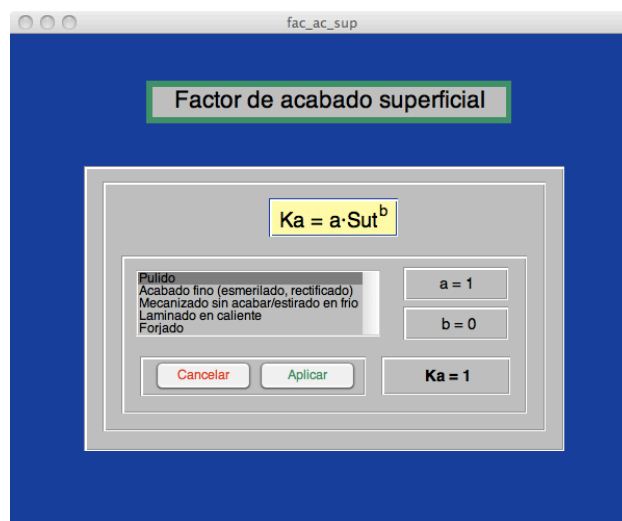 fac_ac_sup
Factor de acabado superficial
Ka = a·Sut^b
Pulido
Acabado fino (esmerilado, rectificado)
Mecanizado sin acabar/estirado en frio
Laminado en caliente
Forjado
a = 1
b = 0
Cancelar
Aplicar
Ka = 1